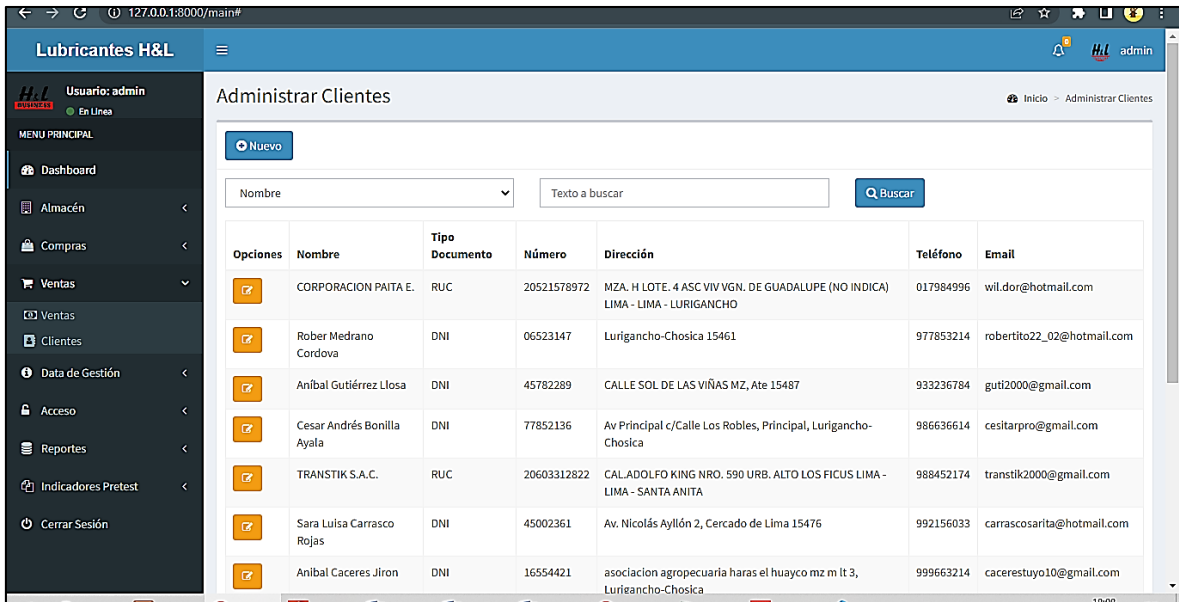 127.0.0.1:8000/main#
Lubricantes H&L
admin
H&L
BUSINESS
Usuario: admin
En Linea
MENU PRINCIPAL
Dashboard
Almacén
Compras
Ventas
Ventas
Clientes
Data de Gestión
Acceso
Reportes
Indicadores Pretest
Cerrar Sesión
Administrar Clientes
Inicio > Administrar Clientes
Nuevo
Nombre
Texto a buscar
Buscar
Opciones Nombre Tipo Documento Número Dirección Teléfono Email
CORPORACION PAITA E. RUC 20521578972 MZA. H LOTE. 4 ASC VIV VGN. DE GUADALUPE (NO INDICA) 017984996 wil.dor@hotmail.com
LIMA - LIMA - LURIGANCHO
Rober Medrano DNI 06523147 Lurigancho-Chosica 15461 977853214 robertito22_02@hotmail.com
Cordova
Aníbal Gutiérrez Llosa DNI 45782289 CALLE SOL DE LAS VIÑAS MZ, Ate 15487 933236784 guti2000@gmail.com
Cesar Andrés Bonilla DNI 77852136 Av Principal c/Calle Los Robles, Principal, Lurigancho- 986636614 cesitarpro@gmail.com
Ayala Chosica
TRANSTIK S.A.C. RUC 20603312822 CAL.ADOLFO KING NRO. 590 URB. ALTO LOS FICUS LIMA - 988452174 transtik2000@gmail.com
LIMA - SANTA ANITA
Sara Luisa Carrasco DNI 45002361 Av. Nicolás Ayllón 2, Cercado de Lima 15476 992156033 carrascosarita@hotmail.com
Rojas
Anibal Caceres Jiron DNI 16554421 asociacion agropecuaria haras el huayco mz m lt 3, 999663214 cacerestuyo10@gmail.com
Lurigancho-Chosica